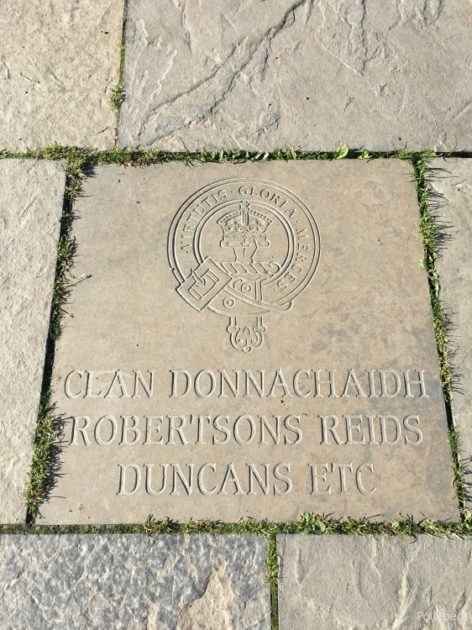 VIRTUTIS GLORIA MERCES
CLAN DONNACHAIDH
ROBERTSONS REIDS
DUNCANS ETC